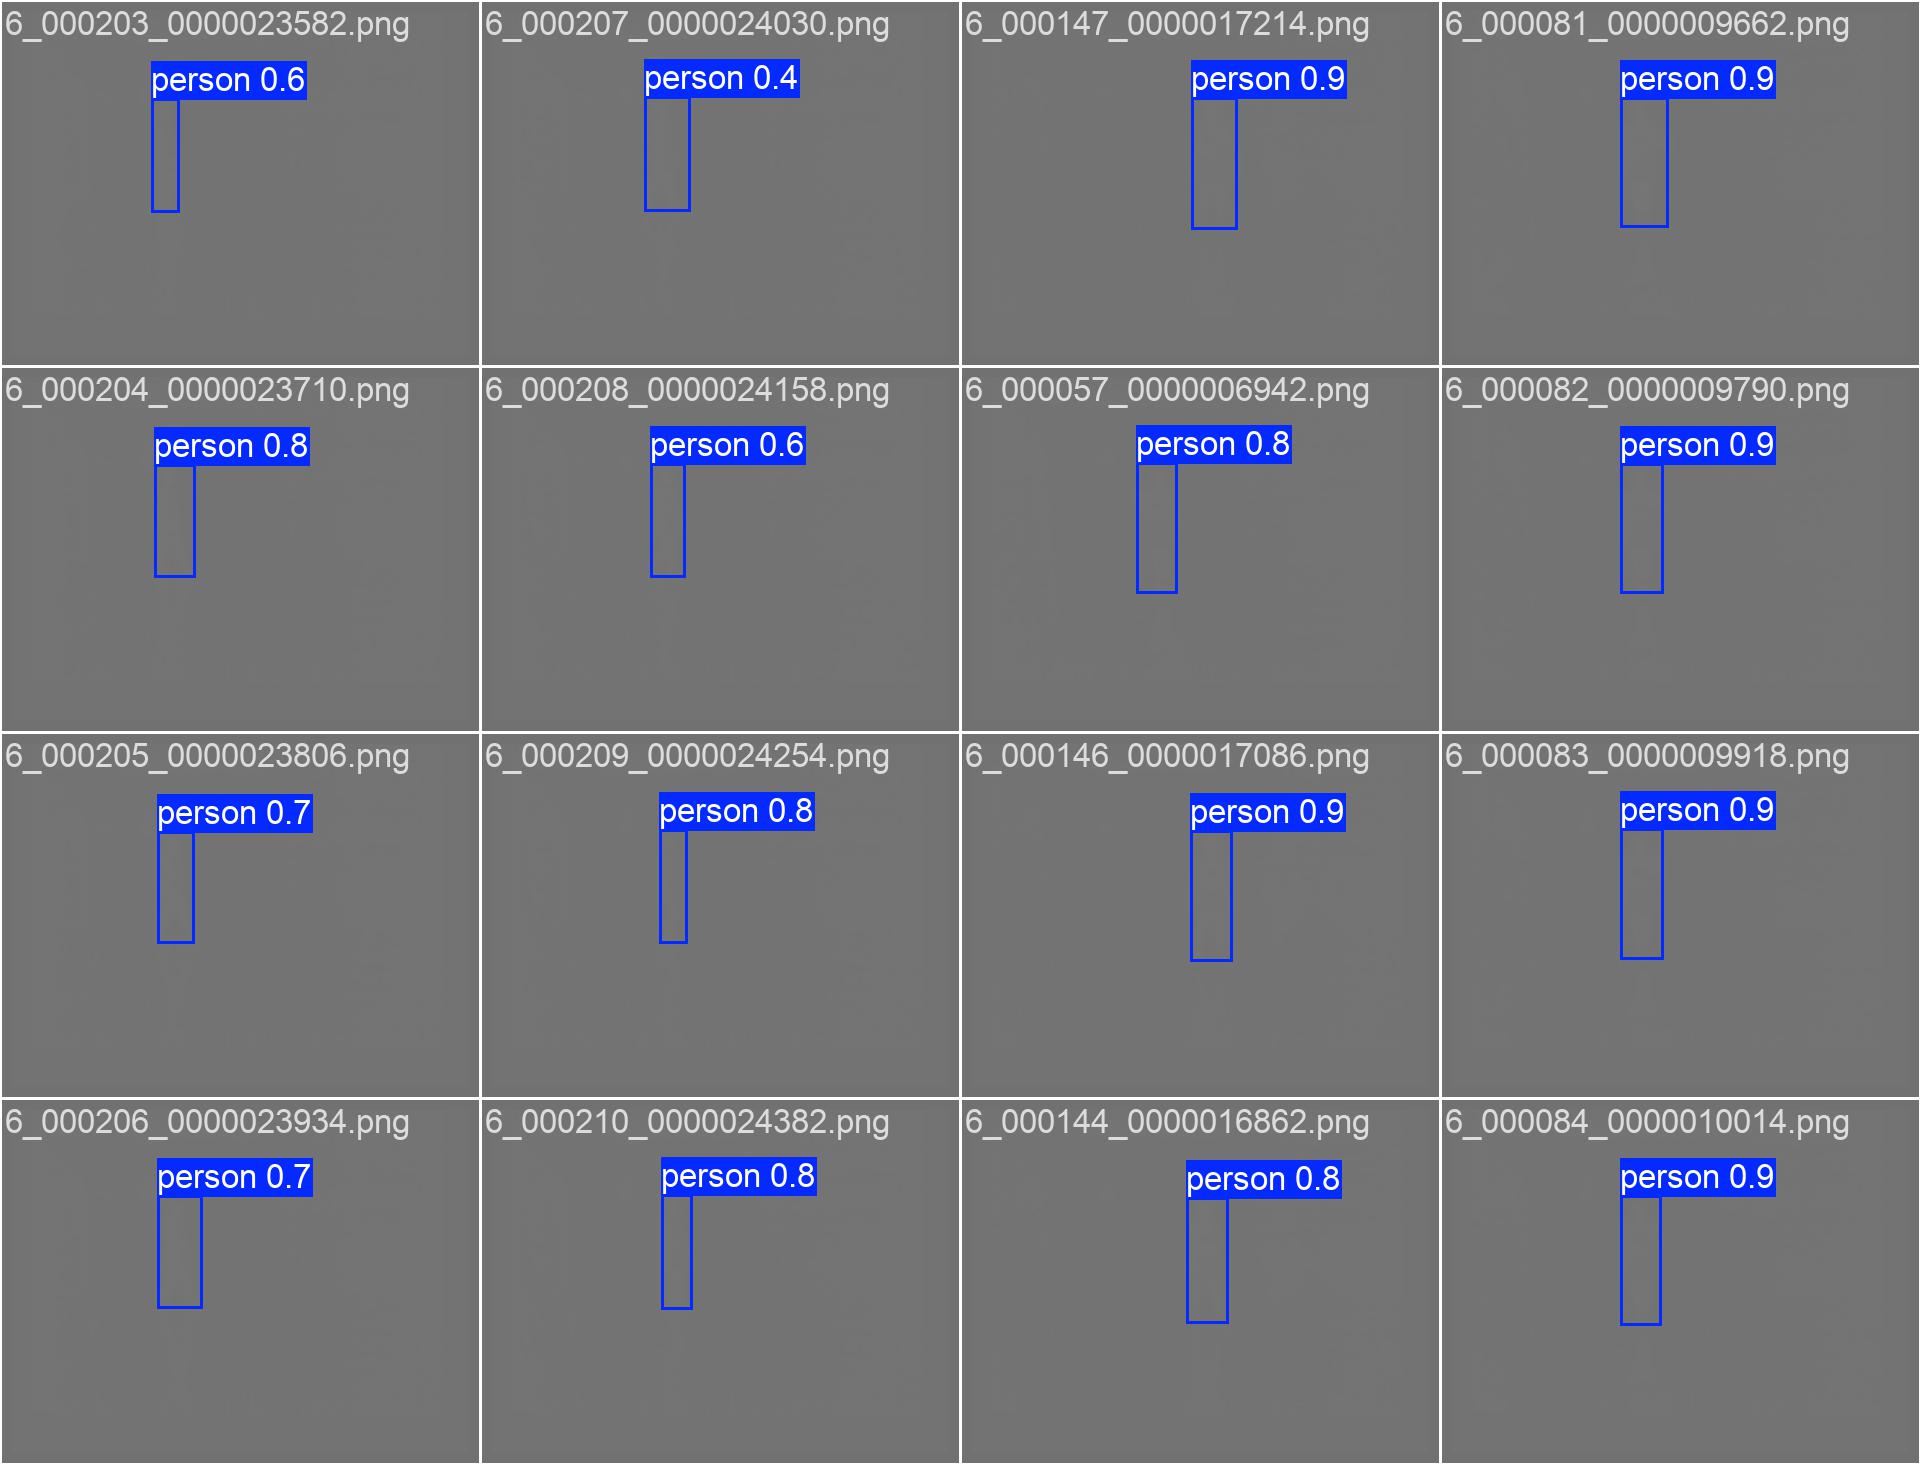 6_000203_0000023582.png
person 0.6
6_000207_0000024030.png
person 0.4
6_000147_0000017214.png
person 0.9
6_000081_0000009662.png
person 0.9
6_000204_0000023710.png
person 0.8
6_000208_0000024158.png
person 0.6
6_000057_0000006942.png
person 0.8
6_000082_0000009790.png
person 0.9
6_000205_0000023806.png
person 0.7
6_000209_0000024254.png
person 0.8
6_000146_0000017086.png
person 0.9
6_000083_0000009918.png
person 0.9
6_000206_0000023934.png
person 0.7
6_000210_0000024382.png
person 0.8
6_000144_0000016862.png
person 0.8
6_000084_0000010014.png
person 0.9